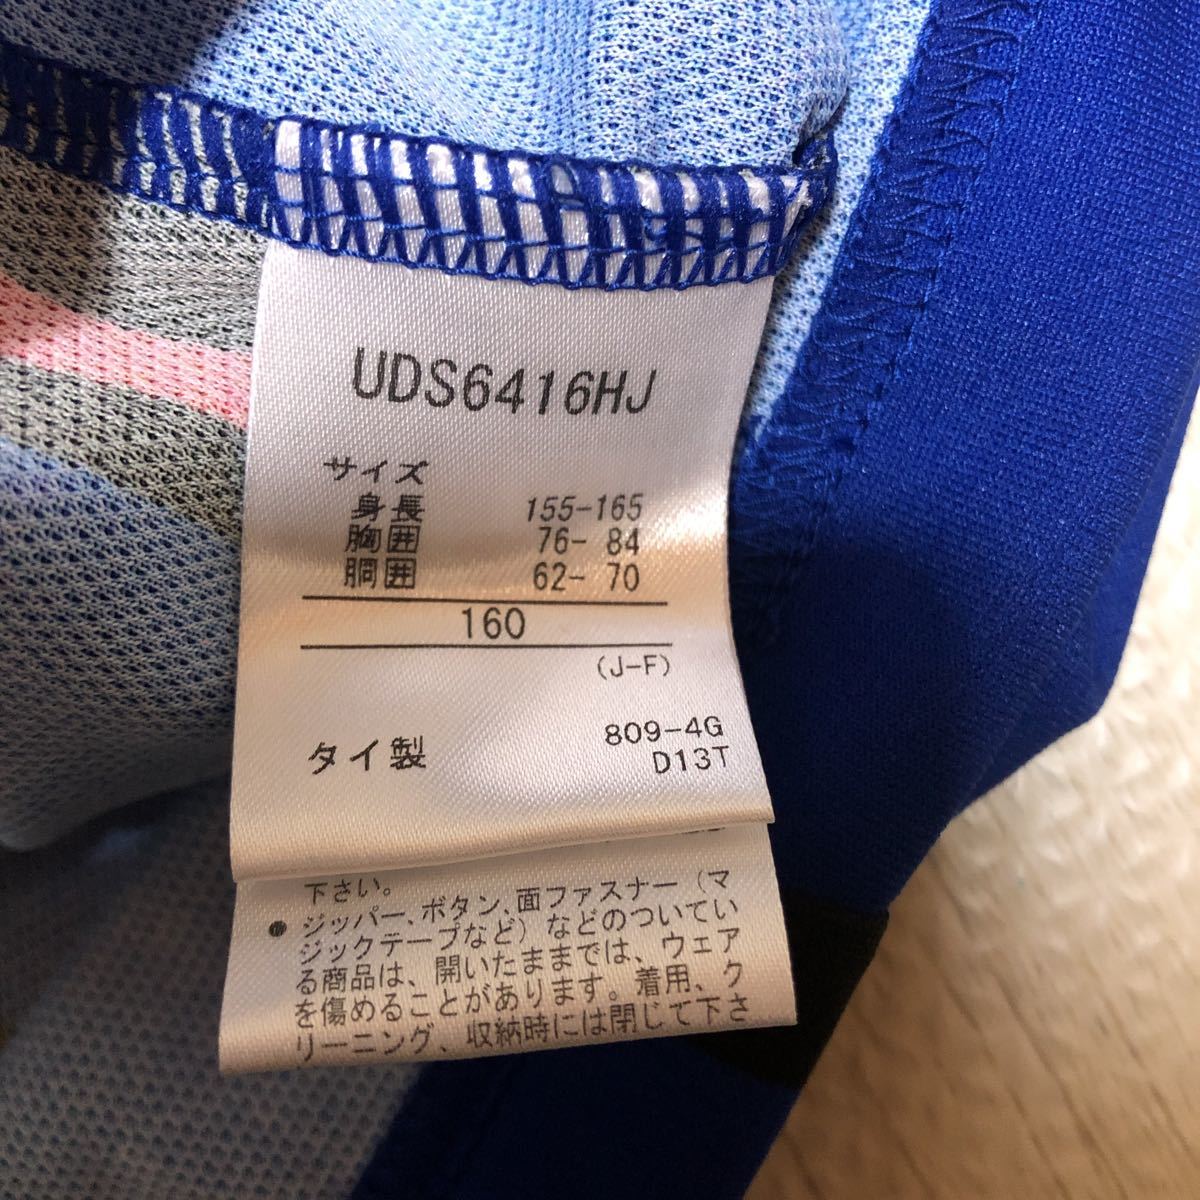 UDS6416HJ
サイズ
身長 155-165
胸囲 76- 84
胴囲 62- 70
160
(J-F)
タイ製 809-4G
D13T
下さい。
● ジッパー、ボタン、面ファスナー(マ
ジックテープなど)などのついてい
る商品は、開いたままでは、ウェア
を傷めることがあります。着用、ク
リーニング、収納時には閉じて下さ